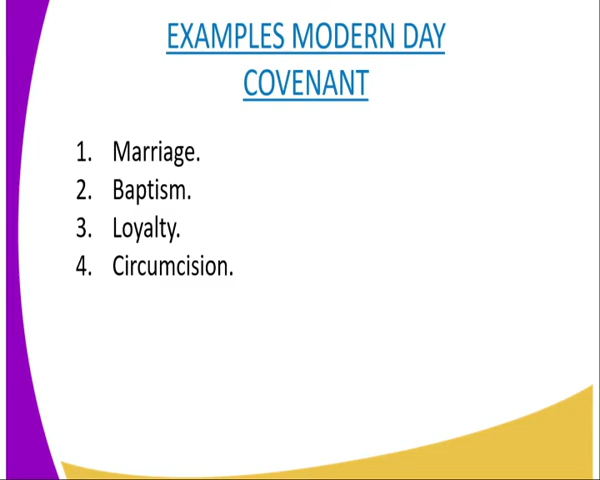 EXAMPLES MODERN DAY
COVENANT
1. Marriage.
2. Baptism.
3. Loyalty.
4. Circumcision.